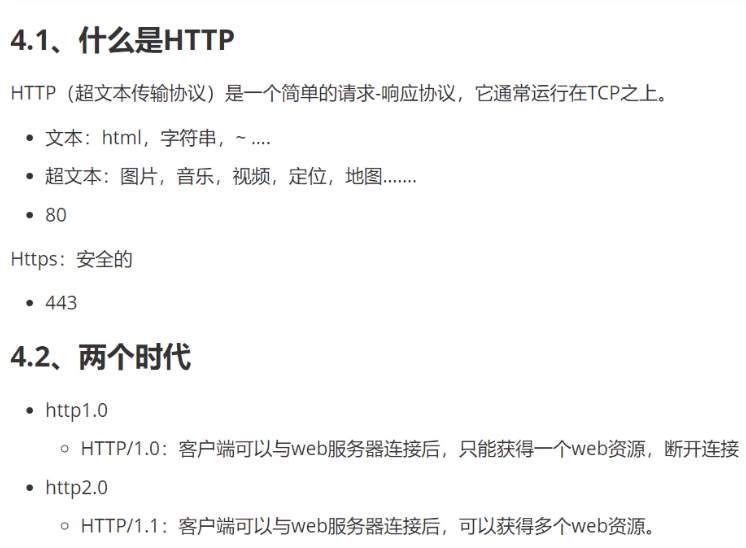 4.1、什么是HTTP
HTTP（超文本传输协议）是一个简单的请求-响应协议，它通常运行在TCP之上。
文本：html，字符串，~ ....
超文本：图片，音乐，视频，定位，地图.......
80
Https：安全的
443
4.2、两个时代
http1.0
HTTP/1.0：客户端可以与web服务器连接后，只能获得一个web资源，断开连接
http2.0
HTTP/1.1：客户端可以与web服务器连接后，可以获得多个web资源。